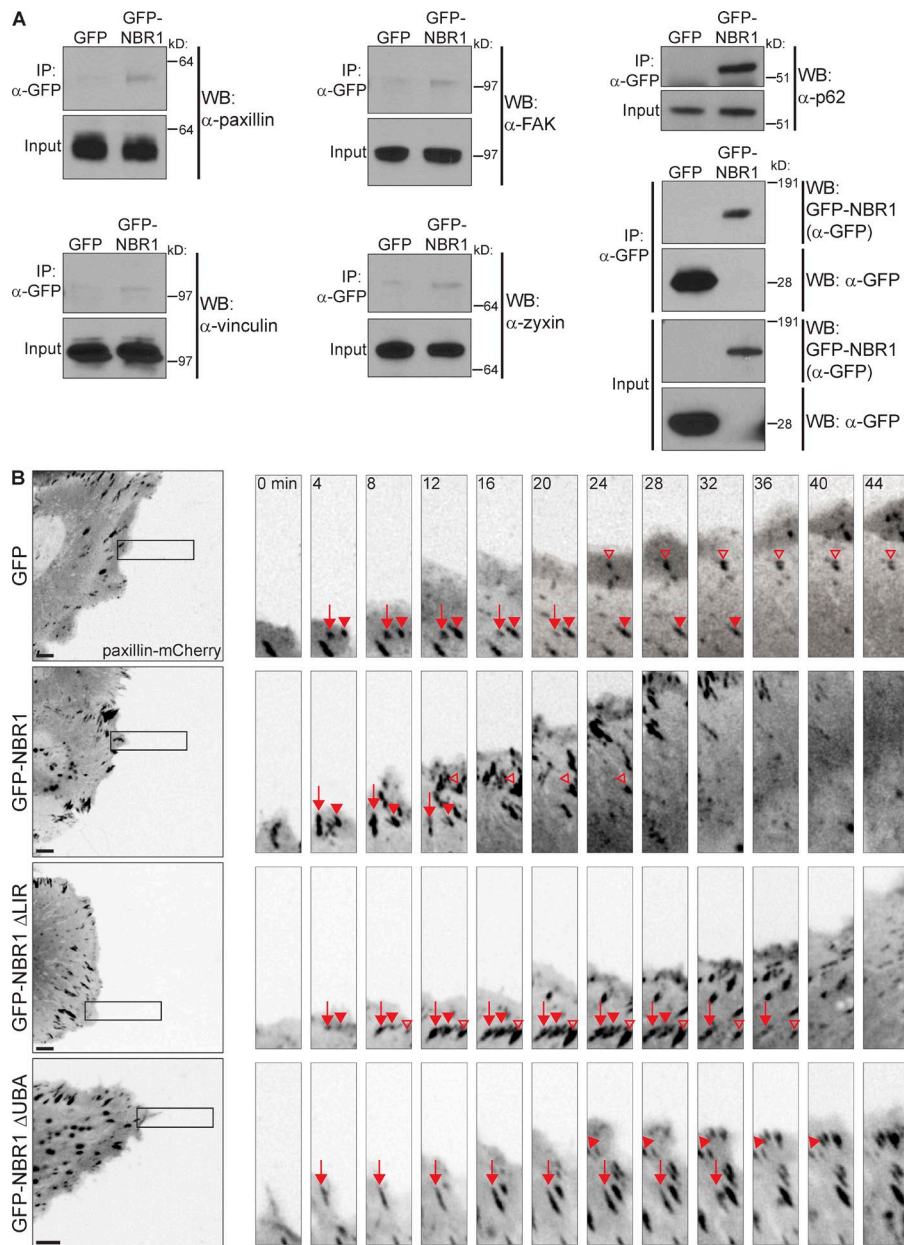 A
GFP
GFP-
NBR1
kD:
IP:
α-GFP
64
Input
64
WB:
α-paxillin
GFP
GFP-
NBR1
kD:
IP:
α-GFP
97
Input
97
WB:
α-FAK
GFP
GFP-
NBR1
kD:
IP:
α-GFP
51
Input
51
WB:
α-p62
GFP
GFP-
NBR1
kD:
IP:
α-GFP
97
Input
97
WB:
α-vinculin
GFP
GFP-
NBR1
kD:
IP:
α-GFP
64
Input
64
WB:
α-zyxin
GFP
GFP-
NBR1
kD:
IP:
α-GFP
191
WB:
GFP-NBR1
(α-GFP)
28
WB: α-GFP
Input
191
WB:
GFP-NBR1
(α-GFP)
28
WB: α-GFP
B
0 min 4 8 12 16 20 24 28 32 36 40 44
GFP
paxillin-mCherry
GFP-NBR1
GFP-NBR1 ΔLIR
GFP-NBR1 ΔUBA